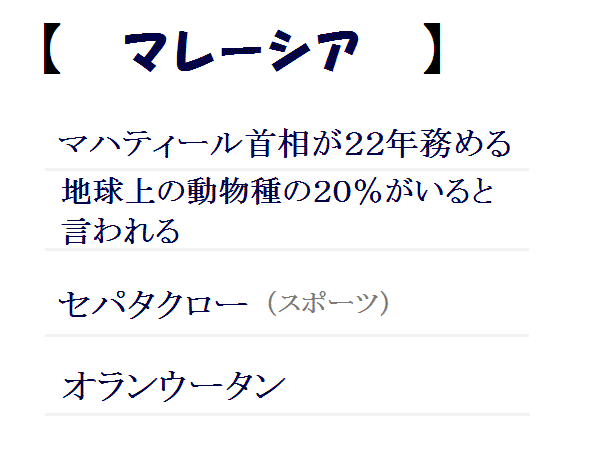 【 マレーシア 】
マハティール首相が22年務める
地球上の動物種の20%がいると
言われる
セパタクロー（スポーツ）
オランウータン